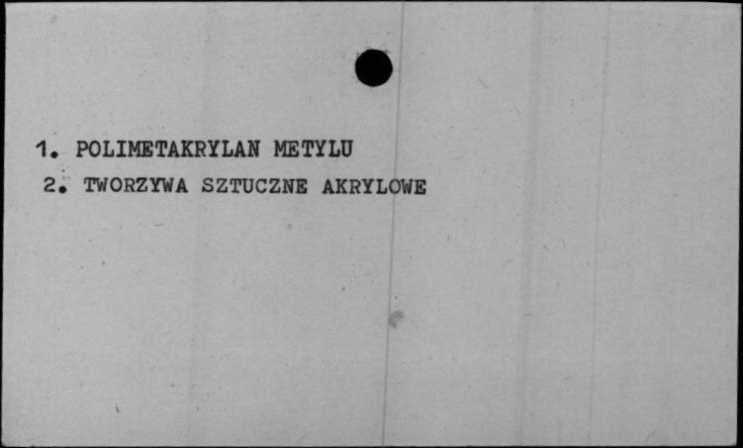 1. POLIMETAKRYLAN METYLU
2. TWORZYWA SZTUCZNE AKRYLOWE